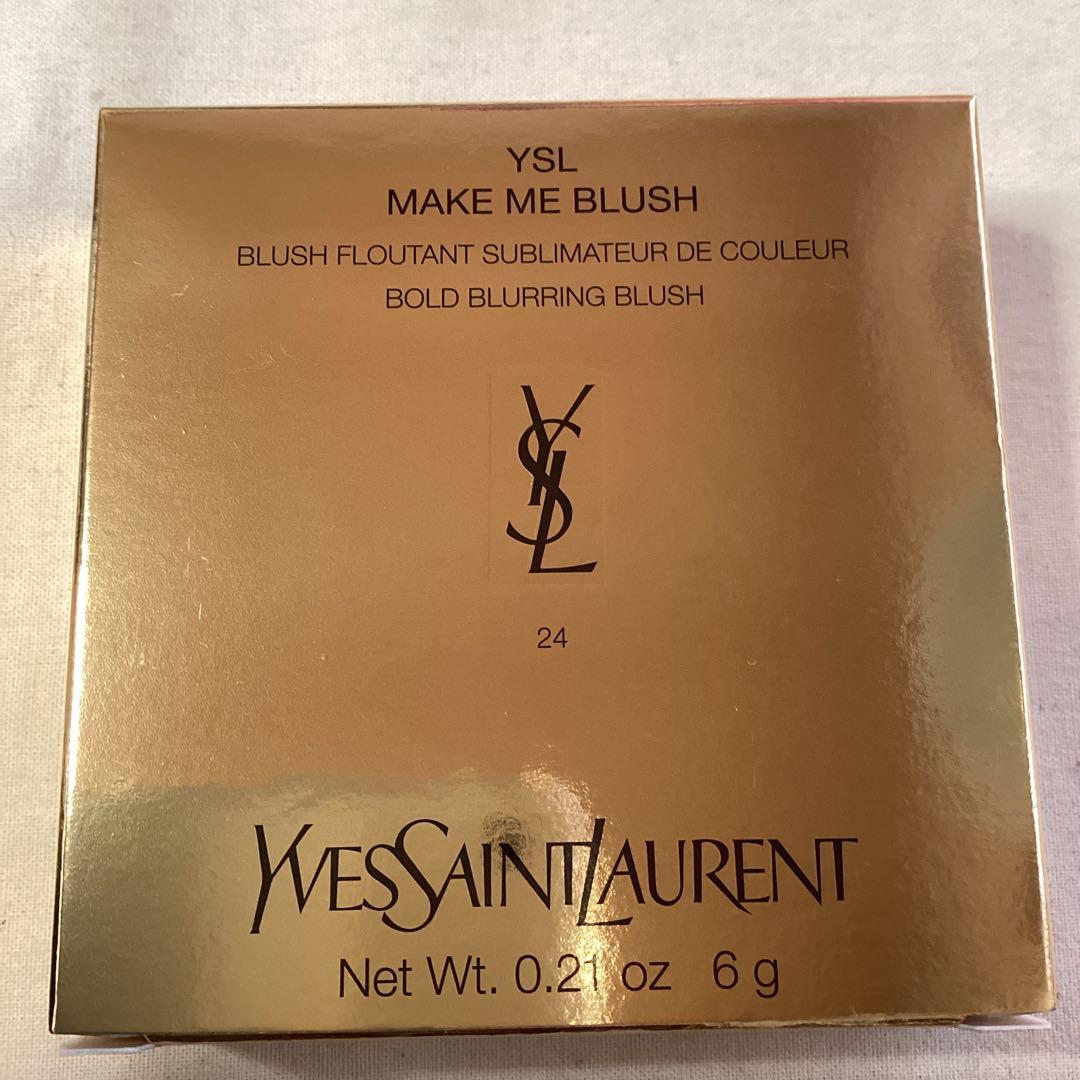 YSL
MAKE ME BLUSH
BLUSH FLOUTANT SUBLIMATEUR DE COULEUR
BOLD BLURRING BLUSH
YSL
24
YVESSAINTLAURENT
Net Wt. 0.21 oz 6 g